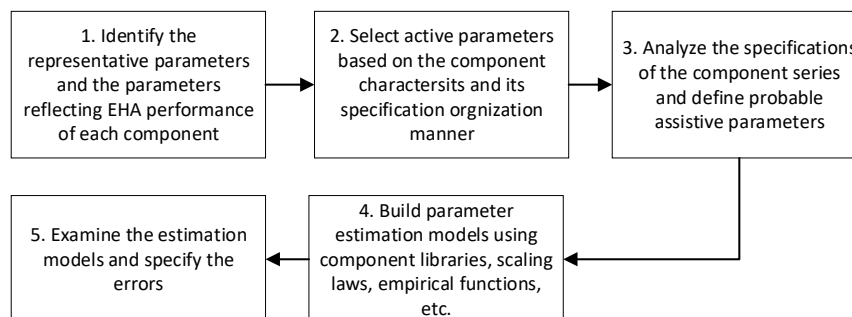 1. Identify the
representative parameters
and the parameters
reflecting EHA performance
of each component
2. Select active parameters
based on the component
charactersits and its
specification orgnization
manner
3. Analyze the specifications
of the component series
and define probable
assistive parameters
4. Build parameter
estimation models using
component libraries, scaling
laws, empirical functions,
etc.
5. Examine the estimation
models and specify the
errors